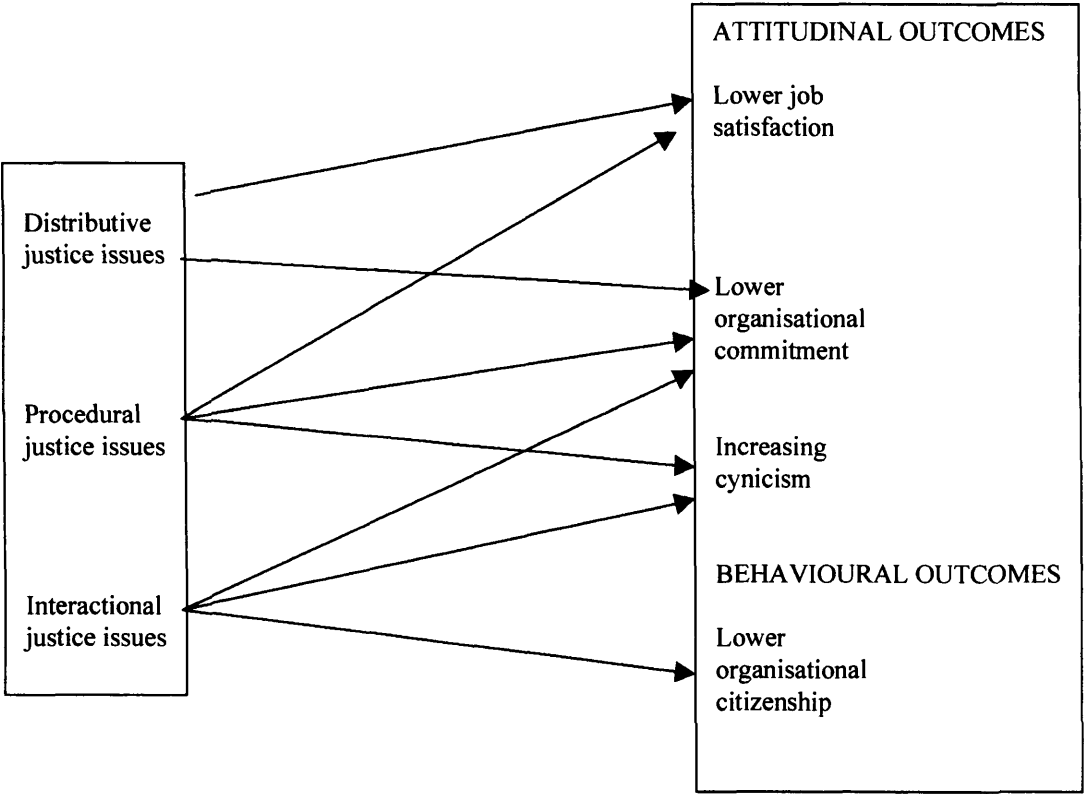 Distributive
justice issues
Procedural
justice issues
Interactional
justice issues
ATTITUDINAL OUTCOMES
Lower job
satisfaction
Lower
organisational
commitment
Increasing
cynicism
BEHAVIOURAL OUTCOMES
Lower
organisational
citizenship